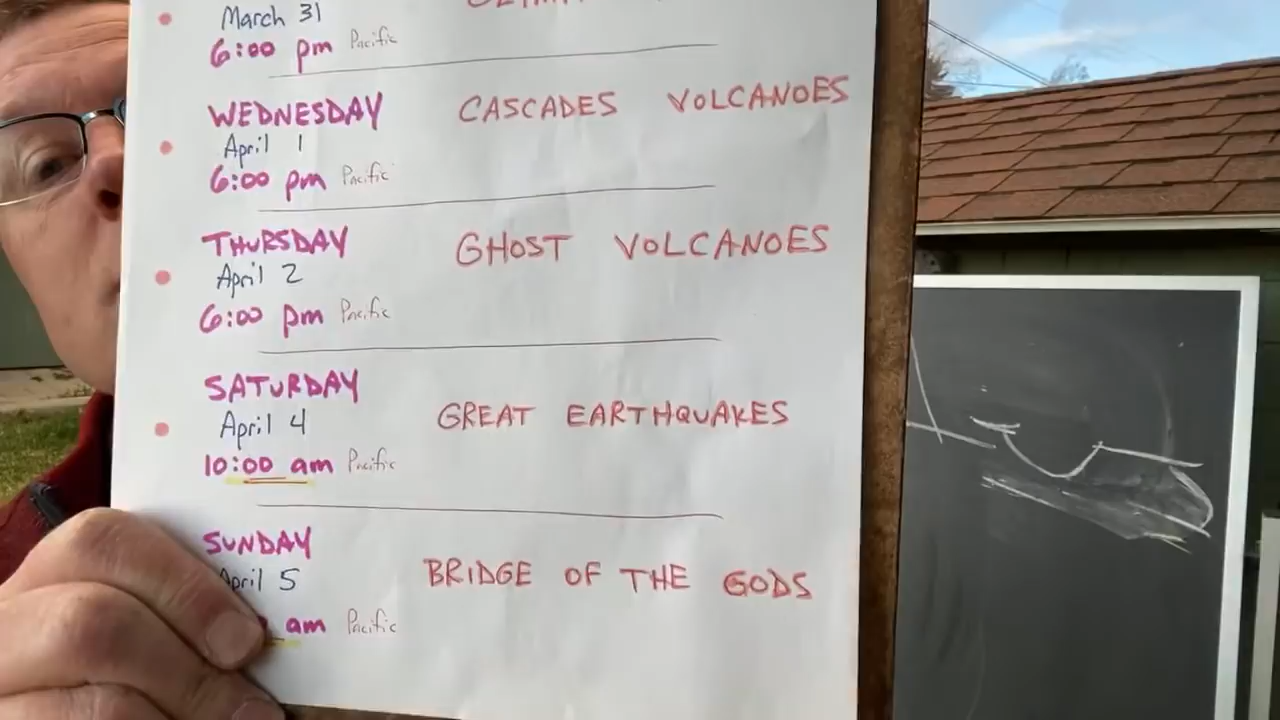 March 31
6:00 pm Pacific
WEDNESDAY CASCADES VOLCANOES
April 1
6:00 pm Pacific
THURSDAY GHOST VOLCANOES
April 2
6:00 pm Pacific
SATURDAY GREAT EARTHQUAKES
April 4
10:00 am Pacific
SUNDAY BRIDGE OF THE GODS
April 5
am Pacific